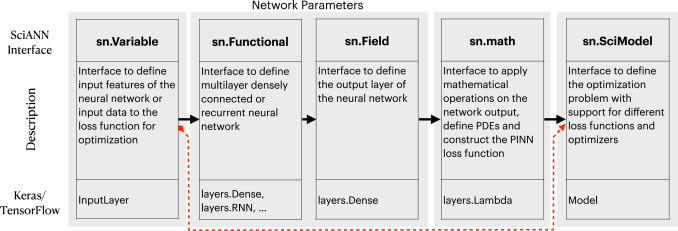 Network Parameters
SciANN
Interface
sn.Variable
sn.Functional
sn.Field
sn.math
sn.SciModel
Description
Interface to define
input features of the
neural network or
input data to the
loss function for
optimization
Interface to define
multilayer densely
connected or
recurrent neural
network
Interface to define
the output layer of
the neural network
Interface to apply
mathematical
operations on the
network output,
define PDEs and
construct the PINN
loss function
Interface to define
the optimization
problem with
support for different
loss functions and
optimizers
Keras/
TensorFlow
InputLayer
layers.Dense,
layers.RNN, ...
layers.Dense
layers.Lambda
Model